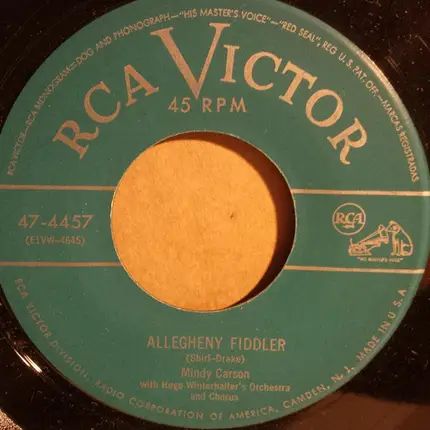 RCA VICTOR—RCA MONOGRAM—DOG AND PHONOGRAPH—"HIS MASTER'S VOICE"—"RED SEAL", REG U.S. PAT. OFF.—MARCAS REGISTRADAS
RCA VICTOR
45 RPM
47-4457
(E1VW-4645)
RCA
"HIS MASTER'S VOICE"
ALLEGHENY FIDDLER
(Shirl-Drake)
Mindy Carson
with Hugo Winterhalter's Orchestra
and Chorus
RCA VICTOR DIVISION, RADIO CORPORATION OF AMERICA, CAMDEN, N. J. MADE IN U.S.A.